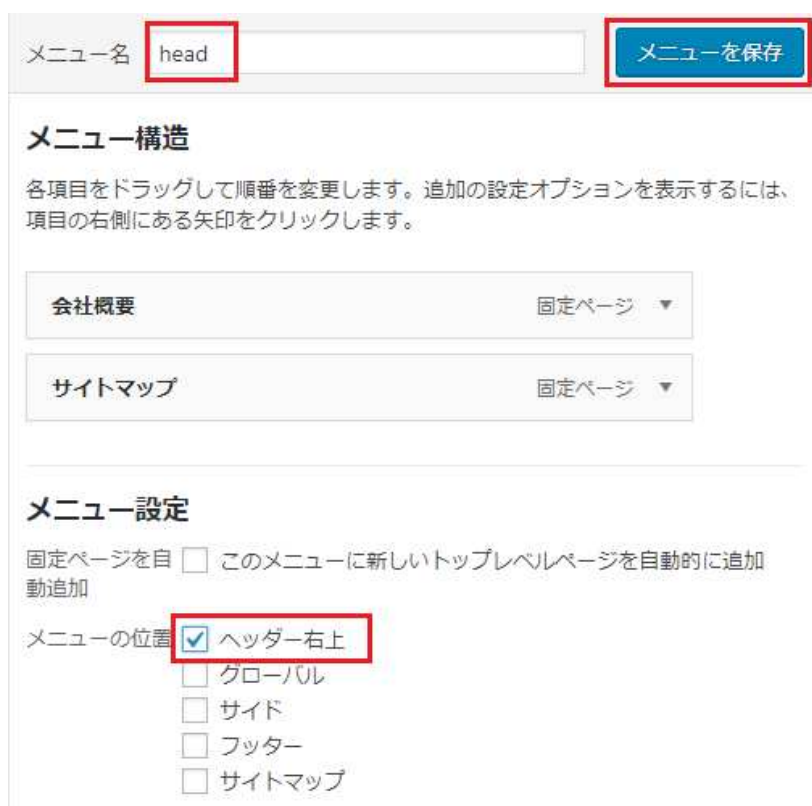 メニュー名 head メニューを保存
メニュー構造
各項目をドラッグして順番を変更します。追加の設定オプションを表示するには、
項目の右側にある矢印をクリックします。
会社概要 固定ページ ▼
サイトマップ 固定ページ ▼
メニュー設定
固定ページを自 このメニューに新しいトップレベルページを自動的に追加
動追加
メニューの位置 ヘッダー右上
グローバル
サイド
フッター
サイトマップ